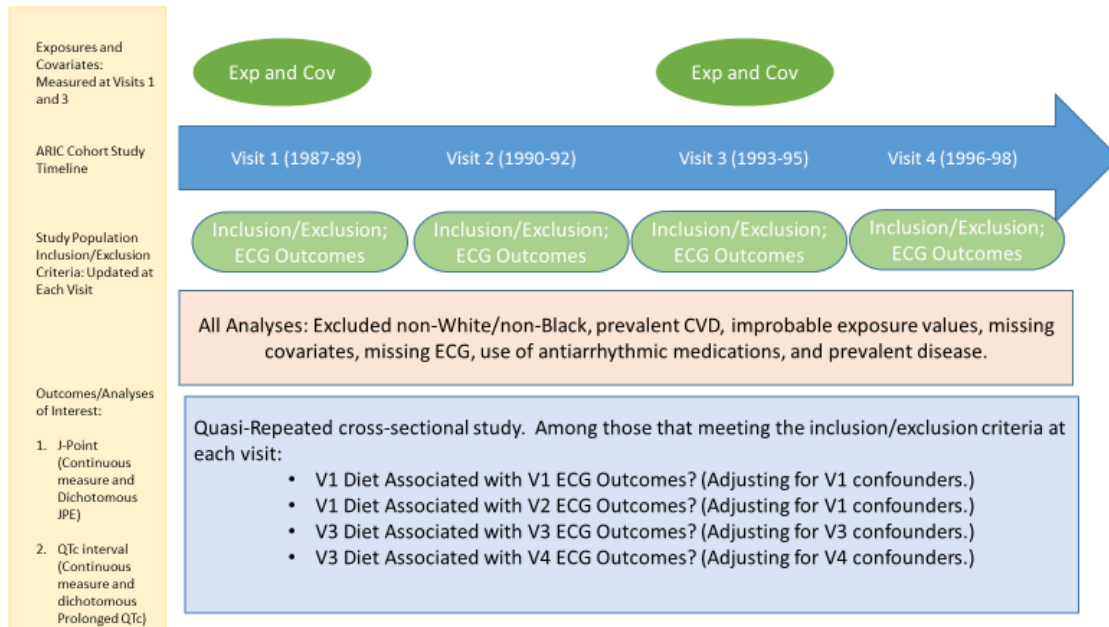 Exposures and
Covariates:
Measured at Visits 1
and 3
Exp and Cov
Exp and Cov
ARIC Cohort Study
Timeline
Visit 1 (1987-89)
Visit 2 (1990-92)
Visit 3 (1993-95)
Visit 4 (1996-98)
Study Population
Inclusion/Exclusion
Criteria: Updated at
Each Visit
Inclusion/Exclusion;
ECG Outcomes
Inclusion/Exclusion;
ECG Outcomes
Inclusion/Exclusion;
ECG Outcomes
Inclusion/Exclusion;
ECG Outcomes
All Analyses: Excluded non-White/non-Black, prevalent CVD, improbable exposure values, missing
covariates, missing ECG, use of antiarrhythmic medications, and prevalent disease.
Outcomes/Analyses
of Interest:
1. J-Point
(Continuous
measure and
Dichotomous
JPE)
2. QTc interval
(Continuous
measure and
dichotomous
Prolonged QTc)
Quasi-Repeated cross-sectional study. Among those that meeting the inclusion/exclusion criteria at
each visit:
• V1 Diet Associated with V1 ECG Outcomes? (Adjusting for V1 confounders.)
• V1 Diet Associated with V2 ECG Outcomes? (Adjusting for V1 confounders.)
• V3 Diet Associated with V3 ECG Outcomes? (Adjusting for V3 confounders.)
• V3 Diet Associated with V4 ECG Outcomes? (Adjusting for V4 confounders.)